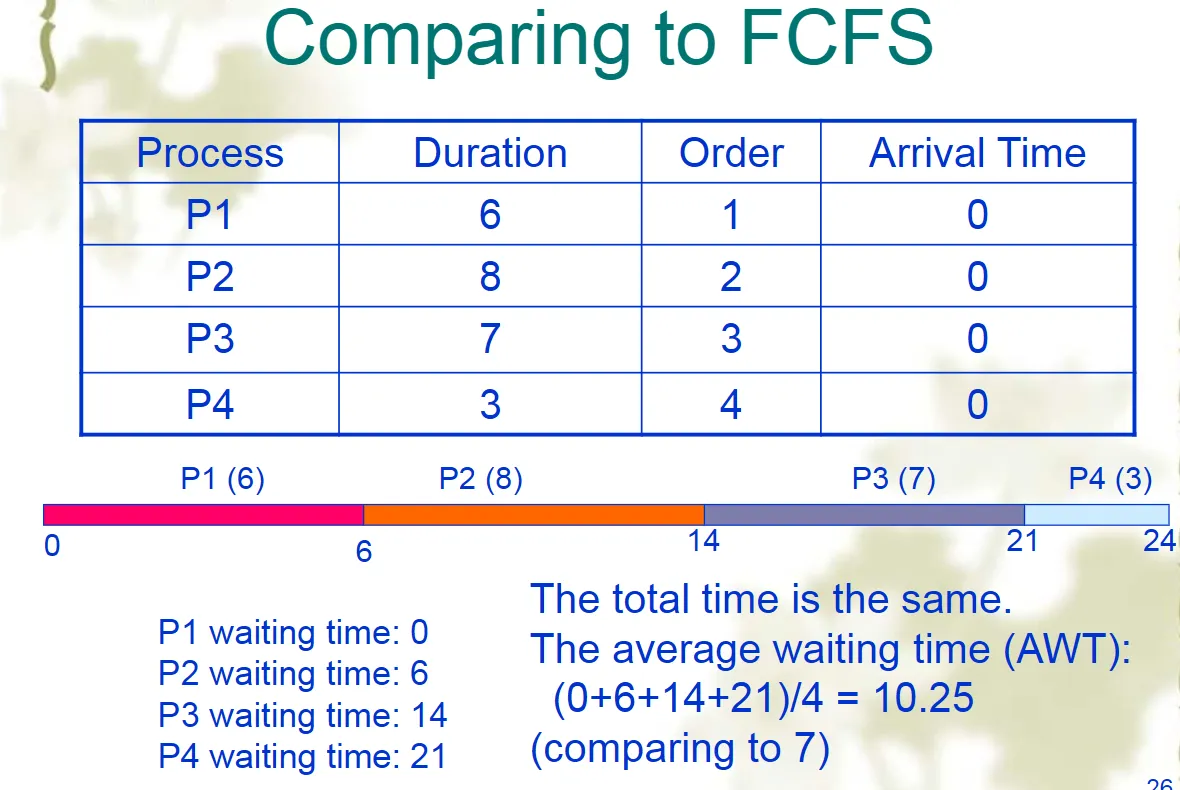 Comparing to FCFS
Process Duration Order Arrival Time
P1 6 1 0
P2 8 2 0
P3 7 3 0
P4 3 4 0
P1 (6) P2 (8) P3 (7) P4 (3)
0 6 14 21 24
P1 waiting time: 0
P2 waiting time: 6
P3 waiting time: 14
P4 waiting time: 21
The total time is the same.
The average waiting time (AWT):
(0+6+14+21)/4 = 10.25
(comparing to 7)
26